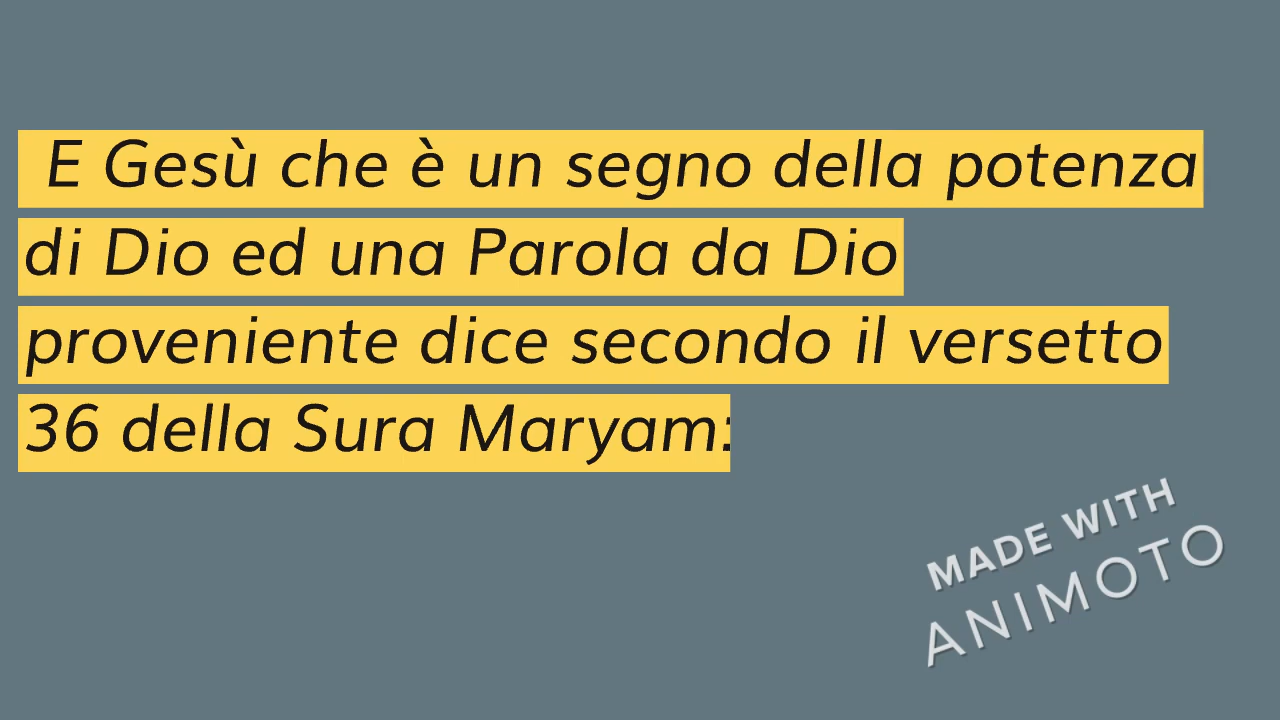 E Gesù che è un segno della potenza
di Dio ed una Parola da Dio
proveniente dice secondo il versetto
36 della Sura Maryam:
MADE WITH
ANIMOTO